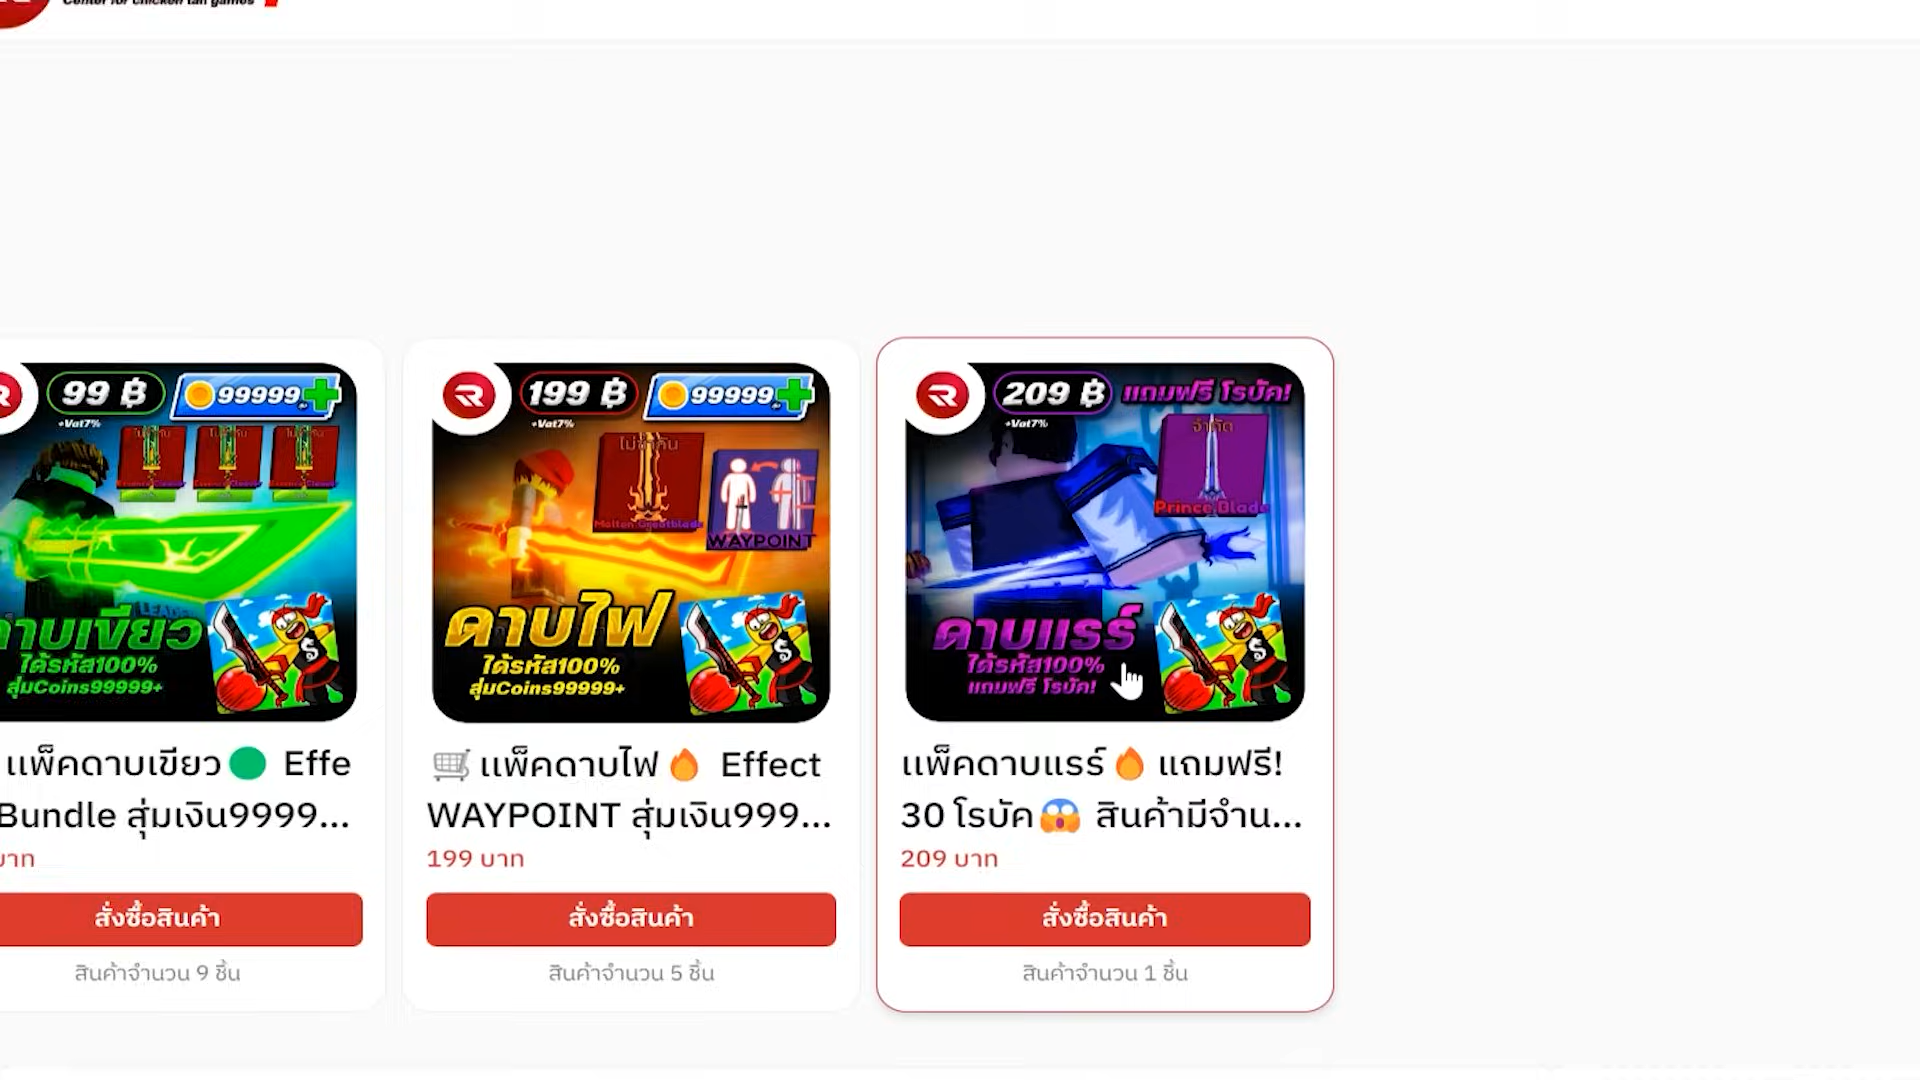 Center for chicken tail games
99 ฿
99999
+Vat7%
ดาบเขียว
ได้รหัส100%
สุ่มCoins99999+
แพ็คดาบเขียว🟢 Effe
Bundle สุ่มเงิน9999...
บาท
สั่งซื้อสินค้า
สินค้าจำนวน 9 ชิ้น
199 ฿
99999
+Vat7%
Molten Greatblade
WAYPOINT
ดาบไฟ
ได้รหัส100%
สุ่มCoins99999+
🛒 แพ็คดาบไฟ🔥 Effect
WAYPOINT สุ่มเงิน999...
199 บาท
สั่งซื้อสินค้า
สินค้าจำนวน 5 ชิ้น
209 ฿ แถมฟรี โรบัค!
+Vat7%
จำกัด
Prince Blade
ดาบแรร์
ได้รหัส100%
แถมฟรี โรบัค!
แพ็คดาบแรร์🔥 แถมฟรี!
30 โรบัค😱 สินค้ามีจำน...
209 บาท
สั่งซื้อสินค้า
สินค้าจำนวน 1 ชิ้น